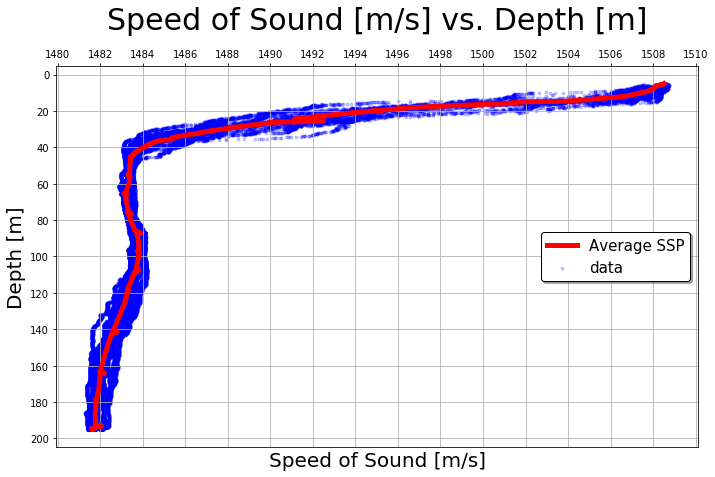 Speed of Sound [m/s] vs. Depth [m]
1480 1482 1484 1486 1488 1490 1492 1494 1496 1498 1500 1502 1504 1506 1508 1510
0
20
40
60
80
100
120
140
160
180
200
Depth [m]
Average SSP
data
Speed of Sound [m/s]